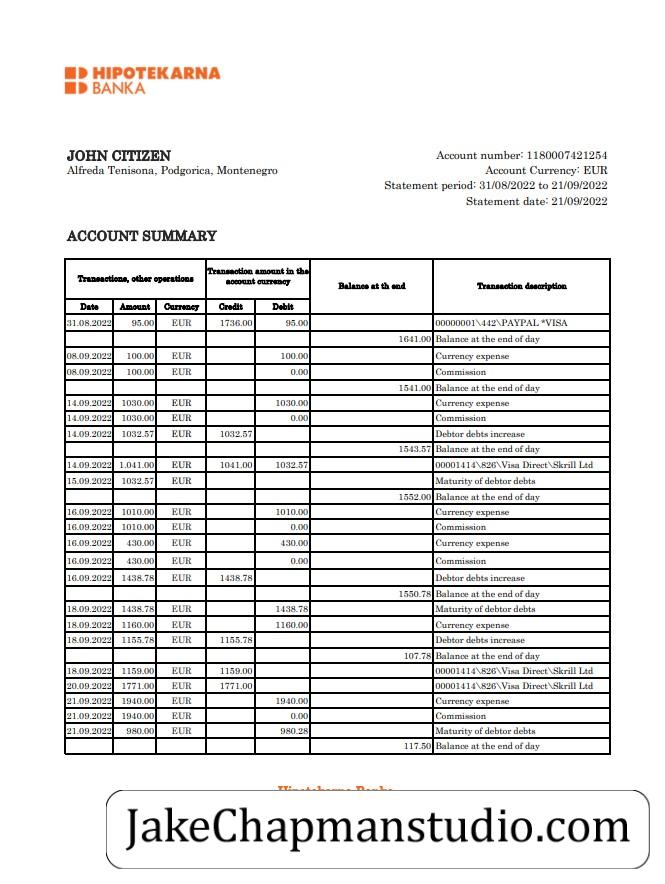 HIPOTEKARNA
BANKA
JOHN CITIZEN
Alfreda Tenisona, Podgorica, Montenegro
Account number: 1180007421254
Account Currency: EUR
Statement period: 31/08/2022 to 21/09/2022
Statement date: 21/09/2022
ACCOUNT SUMMARY
Transactions, other operations Transaction amount in the account currency Balance at th end Transaction description
Date Amount Currency Credit Debit
31.08.2022 95.00 EUR 1736.00 95.00 00000001\442\PAYPAL *VISA
1641.00 Balance at the end of day
08.09.2022 100.00 EUR 100.00 Currency expense
08.09.2022 100.00 EUR 0.00 Commission
1541.00 Balance at the end of day
14.09.2022 1030.00 EUR 1030.00 Currency expense
14.09.2022 1030.00 EUR 0.00 Commission
14.09.2022 1032.57 EUR 1032.57 Debtor debts increase
1543.57 Balance at the end of day
14.09.2022 1.041.00 EUR 1041.00 1032.57 00001414\826\Visa Direct\Skrill Ltd
15.09.2022 1032.57 EUR Maturity of debtor debts
1552.00 Balance at the end of day
16.09.2022 1010.00 EUR 1010.00 Currency expense
16.09.2022 1010.00 EUR 0.00 Commission
16.09.2022 430.00 EUR 430.00 Currency expense
16.09.2022 430.00 EUR 0.00 Commission
16.09.2022 1438.78 EUR 1438.78 Debtor debts increase
1550.78 Balance at the end of day
18.09.2022 1438.78 EUR 1438.78 Maturity of debtor debts
18.09.2022 1160.00 EUR 1160.00 Currency expense
18.09.2022 1155.78 EUR 1155.78 Debtor debts increase
107.78 Balance at the end of day
18.09.2022 1159.00 EUR 1159.00 00001414\826\Visa Direct\Skrill Ltd
20.09.2022 1771.00 EUR 1771.00 00001414\826\Visa Direct\Skrill Ltd
21.09.2022 1940.00 EUR 1940.00 Currency expense
21.09.2022 1940.00 EUR 0.00 Commission
21.09.2022 980.00 EUR 980.28 Maturity of debtor debts
117.50 Balance at the end of day
JakeChapmanstudio.com